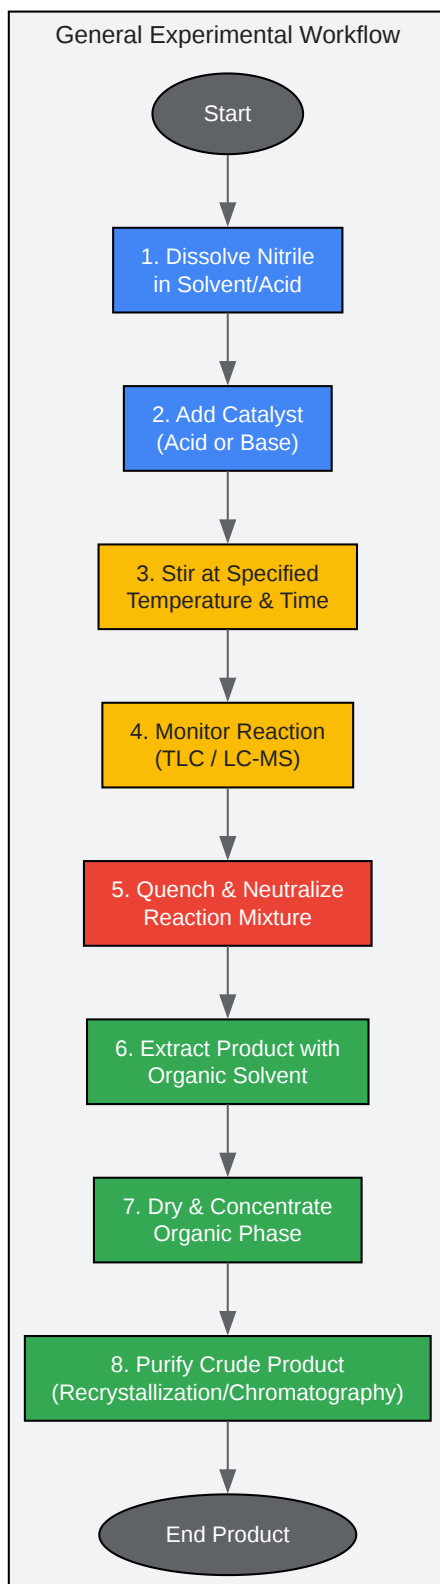 General Experimental Workflow
Start
1. Dissolve Nitrile
in Solvent/Acid
2. Add Catalyst
(Acid or Base)
3. Stir at Specified
Temperature & Time
4. Monitor Reaction
(TLC / LC-MS)
5. Quench & Neutralize
Reaction Mixture
6. Extract Product with
Organic Solvent
7. Dry & Concentrate
Organic Phase
8. Purify Crude Product
(Recrystallization/Chromatography)
End Product